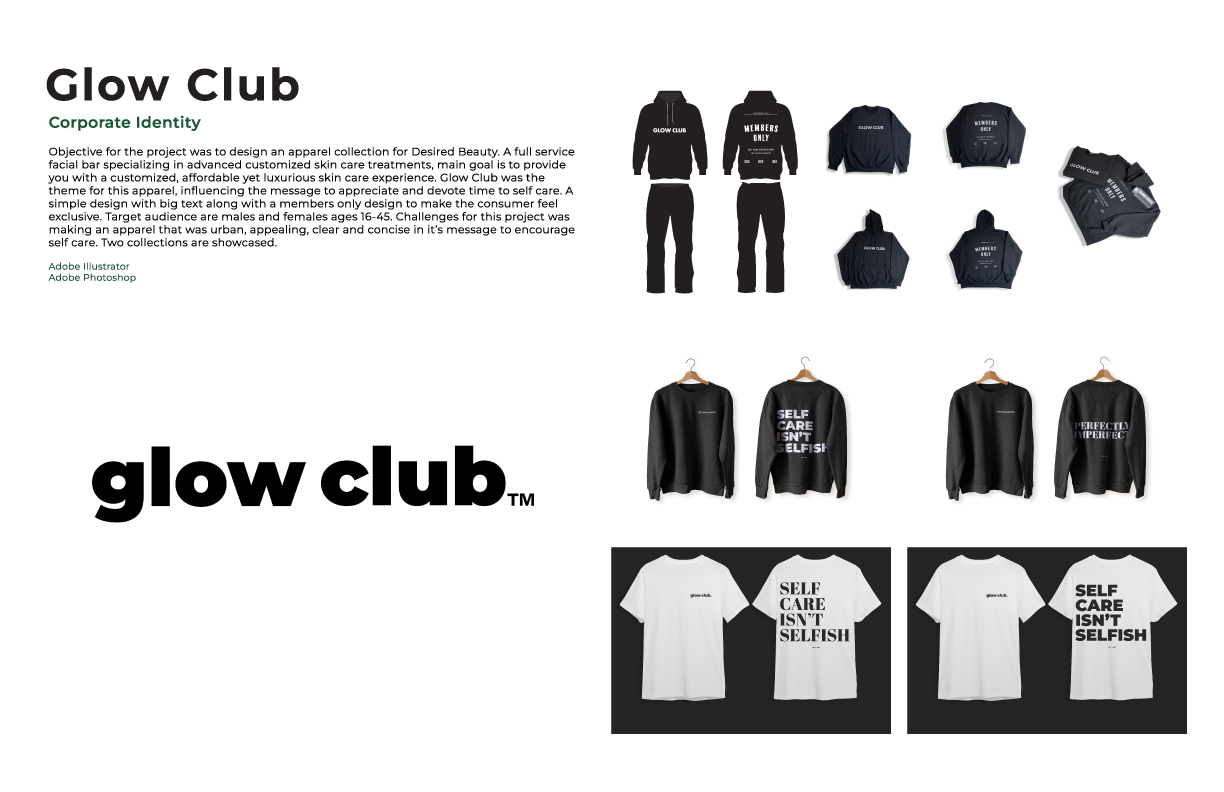 Glow Club
Corporate Identity
Objective for the project was to design an apparel collection for Desired Beauty. A full service
facial bar specializing in advanced customized skin care treatments, main goal is to provide
you with a customized, affordable yet luxurious skin care experience. Glow Club was the
theme for this apparel, influencing the message to appreciate and devote time to self care. A
simple design with big text along with a members only design to make the consumer feel
exclusive. Target audience are males and females ages 16-45. Challenges for this project was
making an apparel that was urban, appealing, clear and concise in it's message to encourage
self care. Two collections are showcased.
Adobe Illustrator
Adobe Photoshop
glow club TM
GLOW CLUB
MEMBERS
ONLY
GLOW CLUB
MEMBERS
ONLY
GLOW CLUB
MEMBERS
ONLY
GLOW CLUB
MEMBERS
ONLY
SELF
CARE
ISN'T
SELFISH
PERFECTLY
IMPERFECT
glow club.
SELF
CARE
ISN'T
SELFISH
glow club.
SELF
CARE
ISN'T
SELFISH